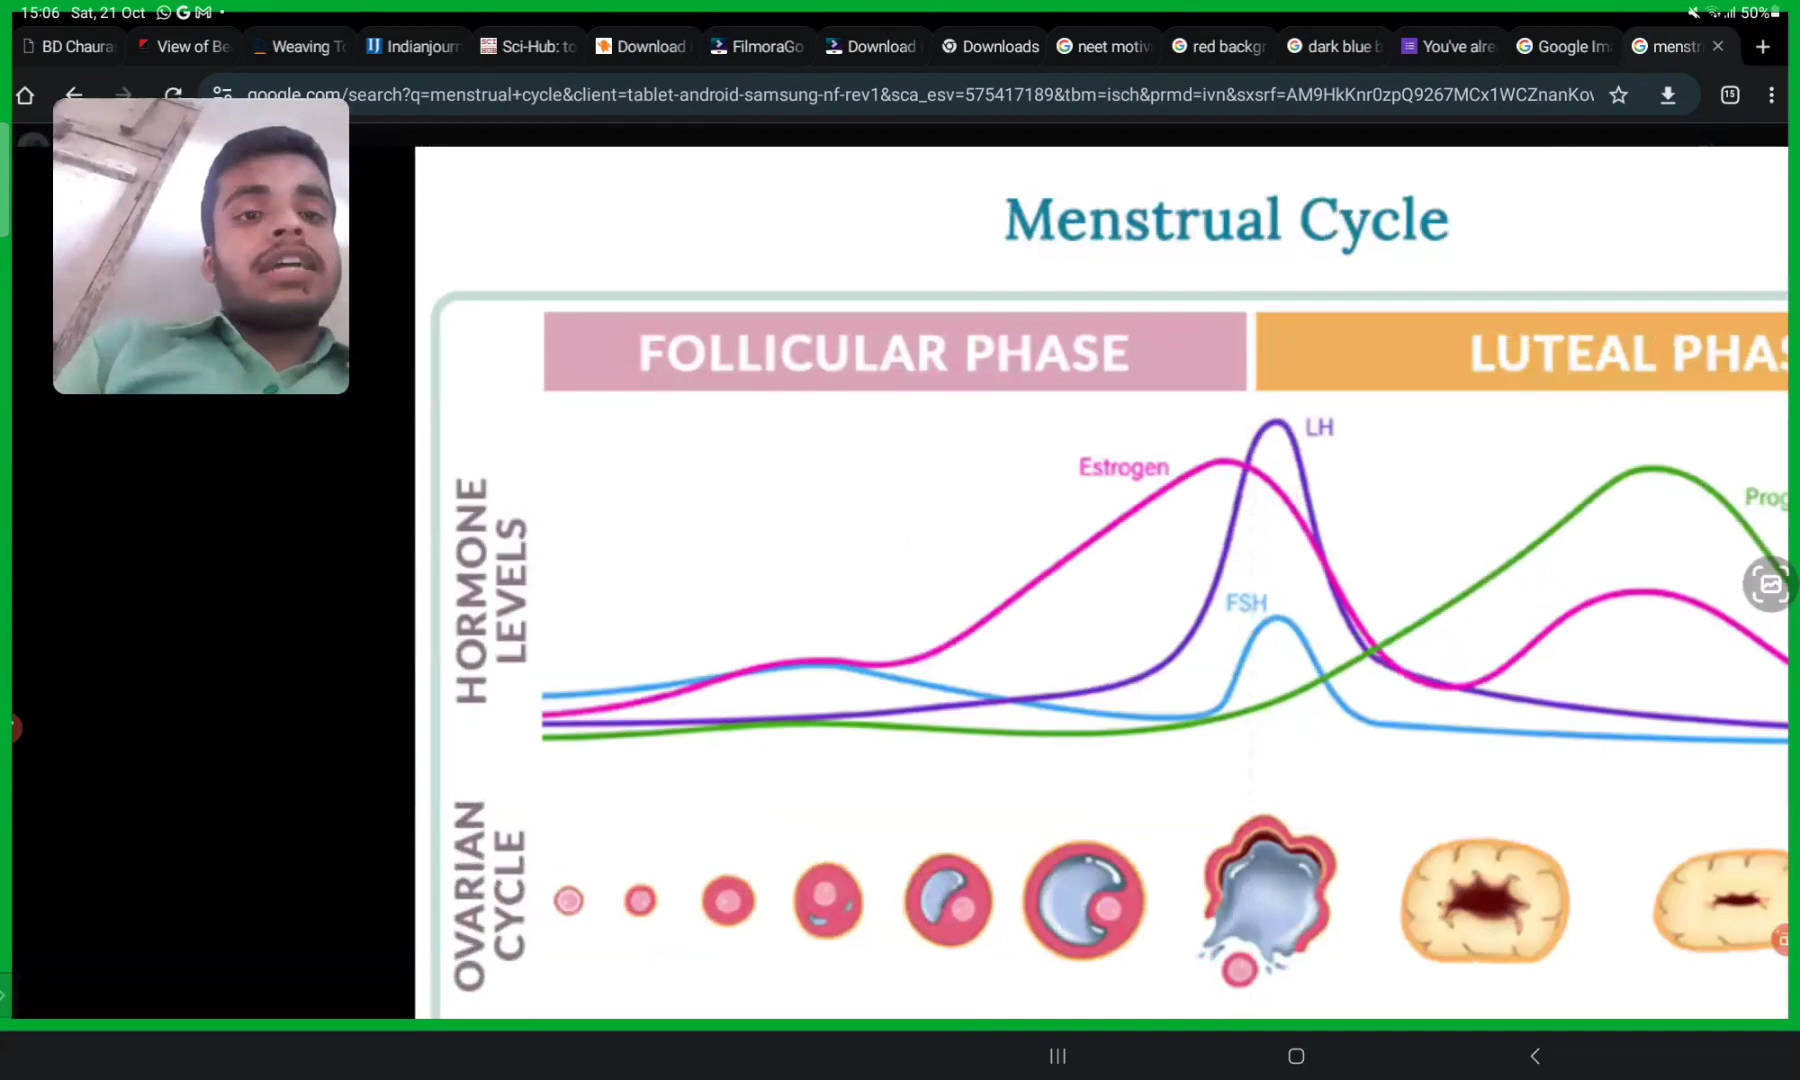 15:06 Sat, 21 Oct
50%
BD Chaura
View of Be
Weaving To
Indianjourn
Sci-Hub: to
Download
FilmoraGo
Download
Downloads
neet motiv
red backgr
dark blue b
You've alre
Google Im
menstr
google.com/search?q=menstrual+cycle&client=tablet-android-samsung-nf-rev1&sca_esv=575417189&tbm=isch&prmd=ivn&sxsrf=AM9HkKnr0zpQ9267MCx1WCZnanKov
15
Menstrual Cycle
FOLLICULAR PHASE
LUTEAL PHAS
HORMONE
LEVELS
Estrogen
LH
FSH
Prog
OVARIAN
CYCLE